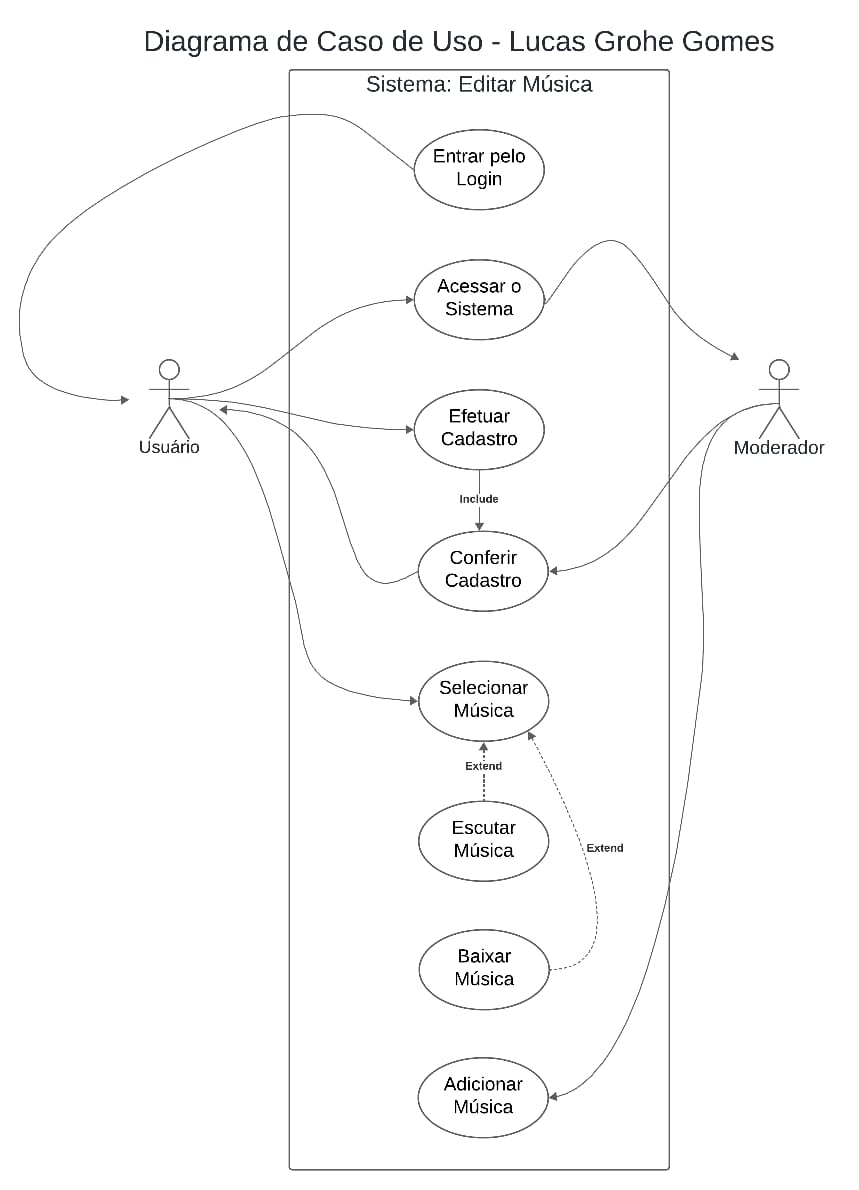 Diagrama de Caso de Uso - Lucas Grohe Gomes
Sistema: Editar Música
Entrar pelo
Login
Acessar o
Sistema
Efetuar
Cadastro
Usuário
Moderador
Include
Conferir
Cadastro
Selecionar
Música
Extend
Escutar
Música
Extend
Baixar
Música
Adicionar
Música